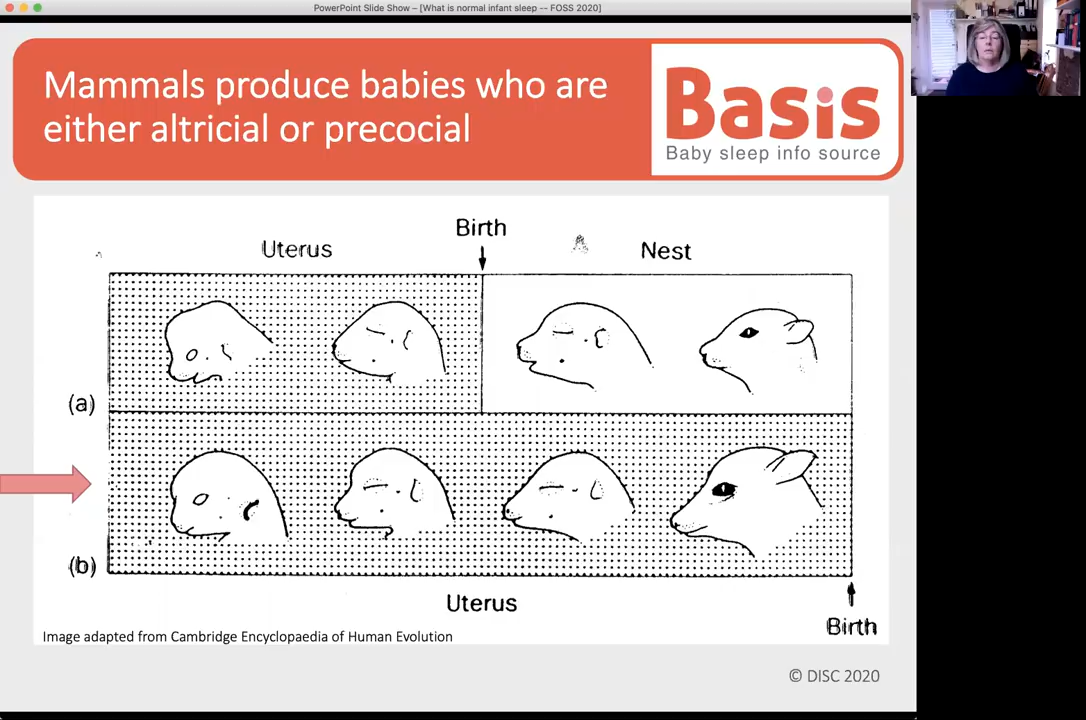 PowerPoint Slide Show – [What is normal infant sleep -- FOSS 2020]
Mammals produce babies who are
either altricial or precocial
Basis
Baby sleep info source
Birth
Uterus
Nest
(a)
(b)
Uterus
Birth
Image adapted from Cambridge Encyclopaedia of Human Evolution
© DISC 2020